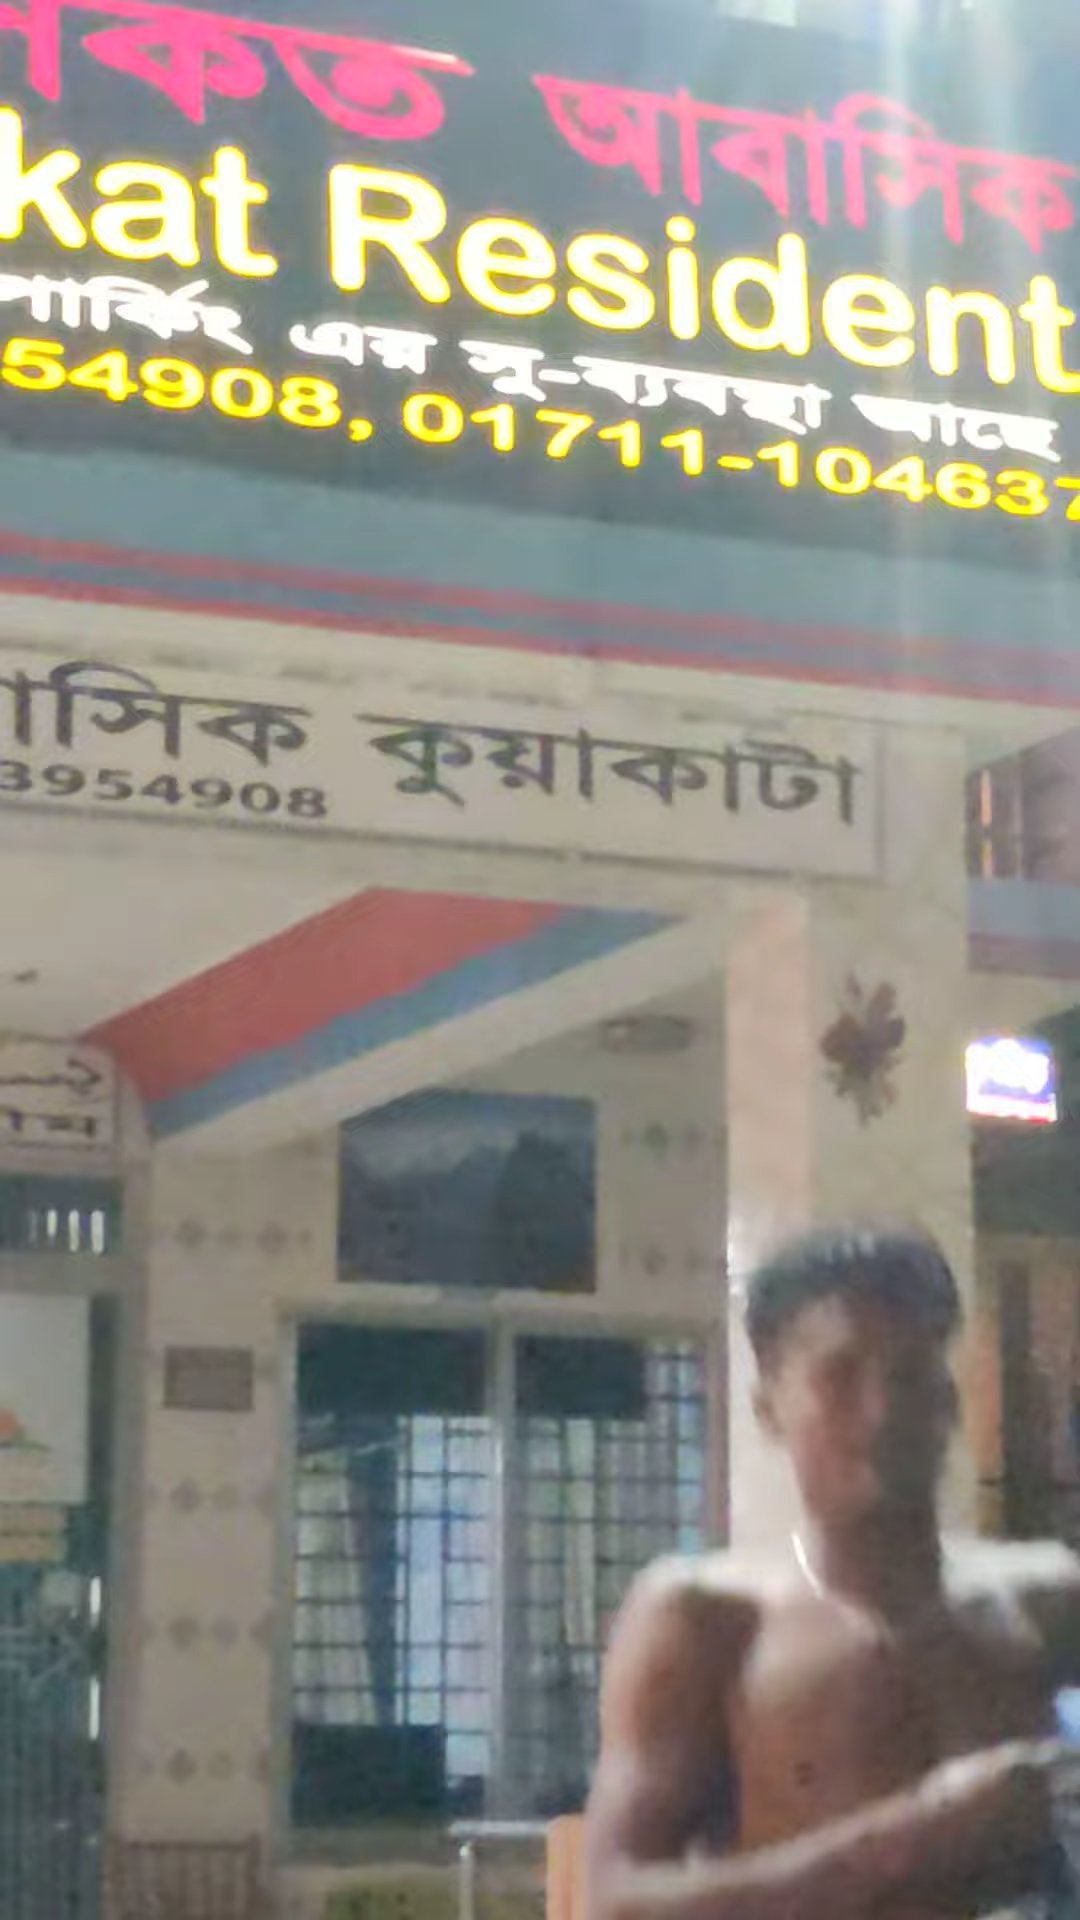 কত আবাসিক
kat Resident
পার্কিং এর সু-ব্যবস্থা আছে
54908, 01711-104637
াসিক কুয়াকাটা
3954908